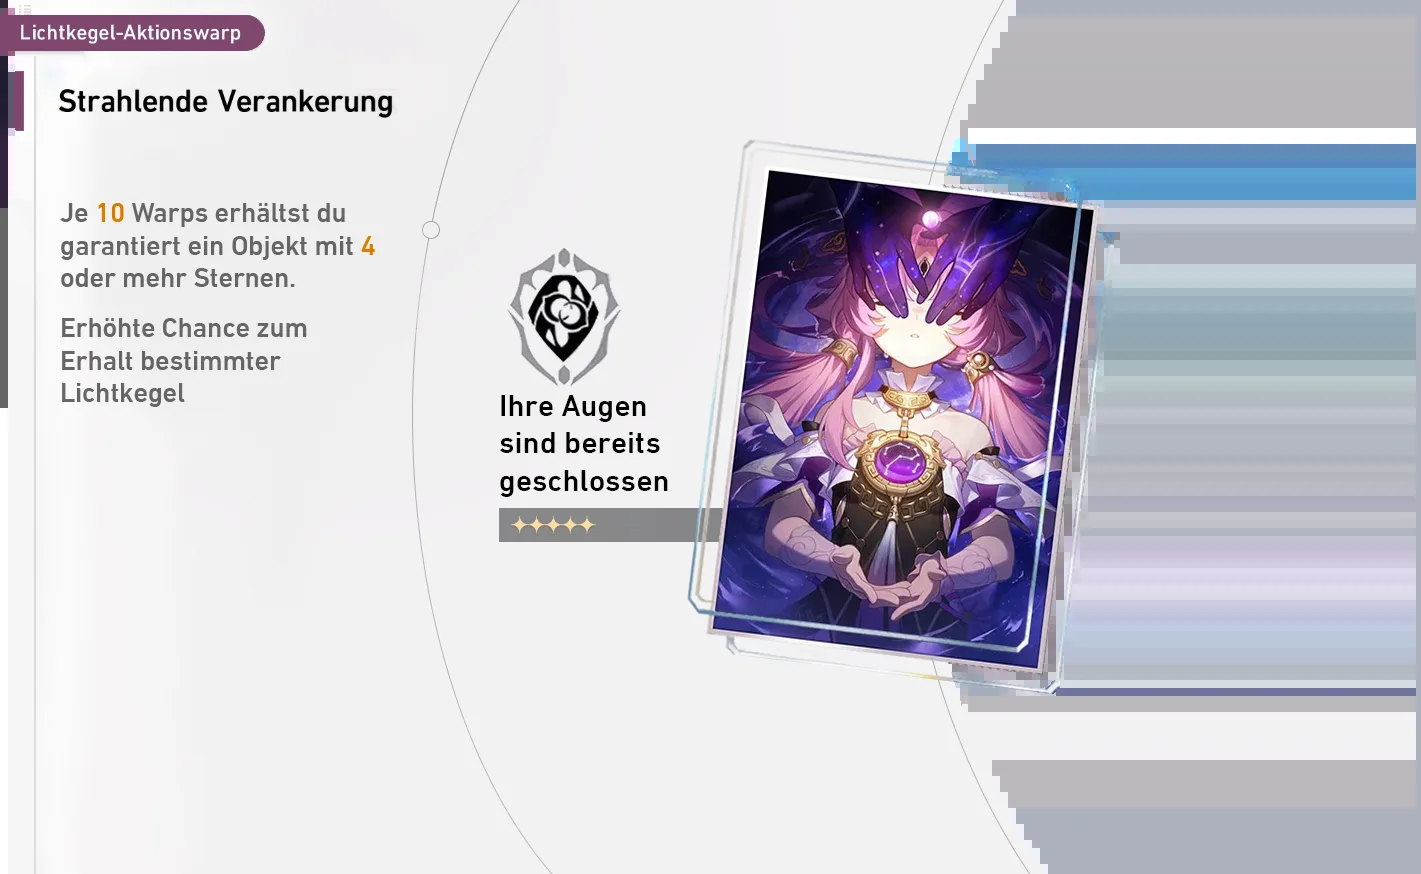 Lichtkegel-Aktionswarp
Strahlende Verankerung
Je 10 Warps erhältst du
garantiert ein Objekt mit 4
oder mehr Sternen.
Erhöhte Chance zum
Erhalt bestimmter
Lichtkegel
Ihre Augen
sind bereits
geschlossen